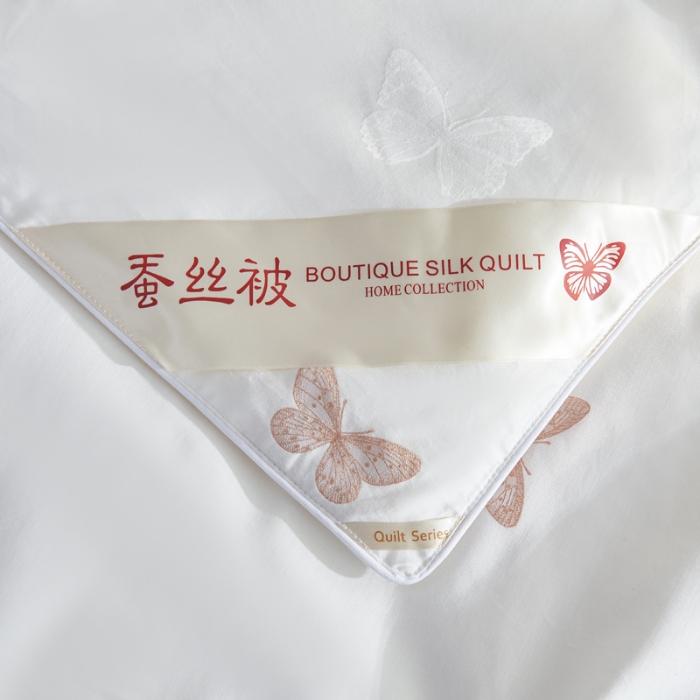 蚕丝被
BOUTIQUE SILK QUILT
HOME COLLECTION
Quilt Series